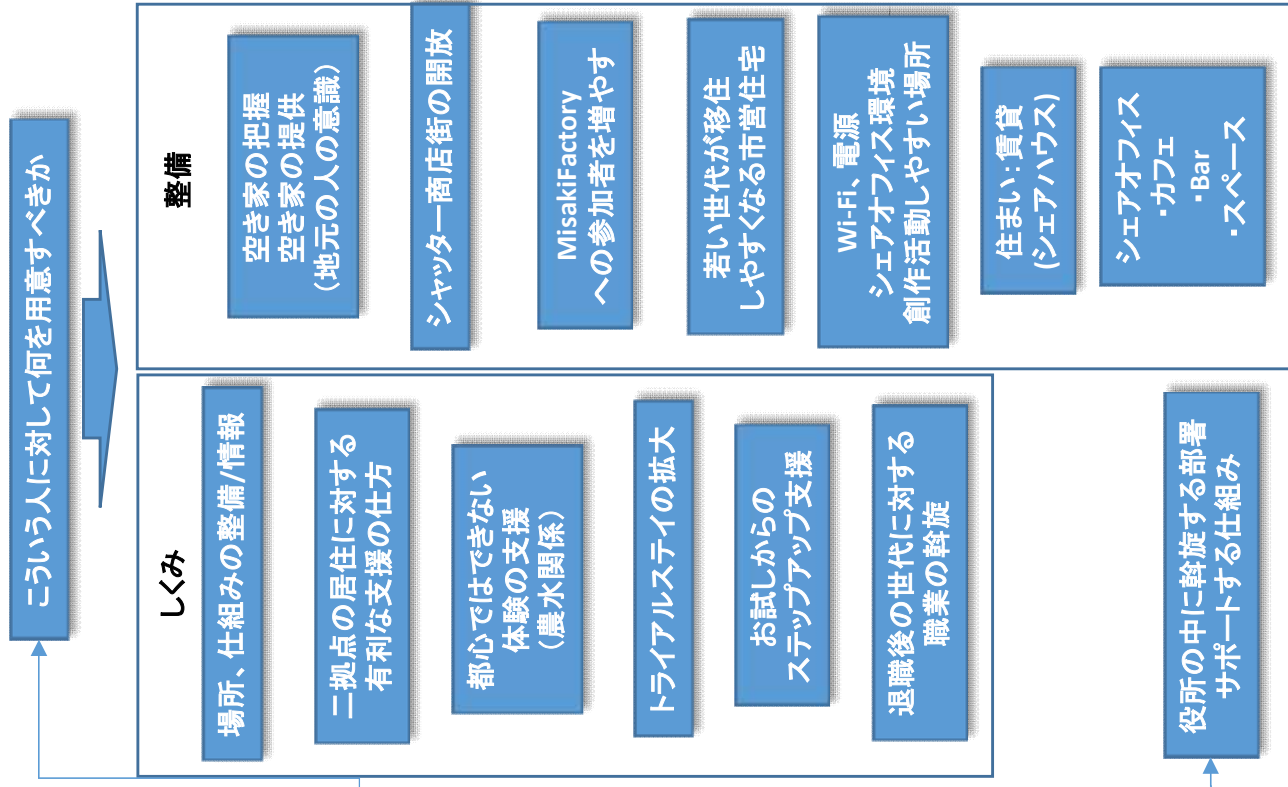 こういう人に対して何を用意すべきか
しくみ
場所、仕組みの整備/情報
二拠点の居住に対する
有利な支援の仕方
都心ではできない
体験の支援
（農水関係）
トライアルステイの拡大
お試しからの
ステップアップ支援
退職後の世代に対する
職業の斡旋
役所の中に斡旋する部署
サポートする仕組み
整備
空き家の把握
空き家の提供
（地元の人の意識）
シャッター商店街の開放
MisakiFactory
への参加者を増やす
若い世代が移住
しやすくなる市営住宅
Wi-Fi、電源
シェアオフィス環境
創作活動しやすい場所
住まい：賃貸
(シェアハウス)
シェアオフィス
・カフェ
・Bar
・スペース